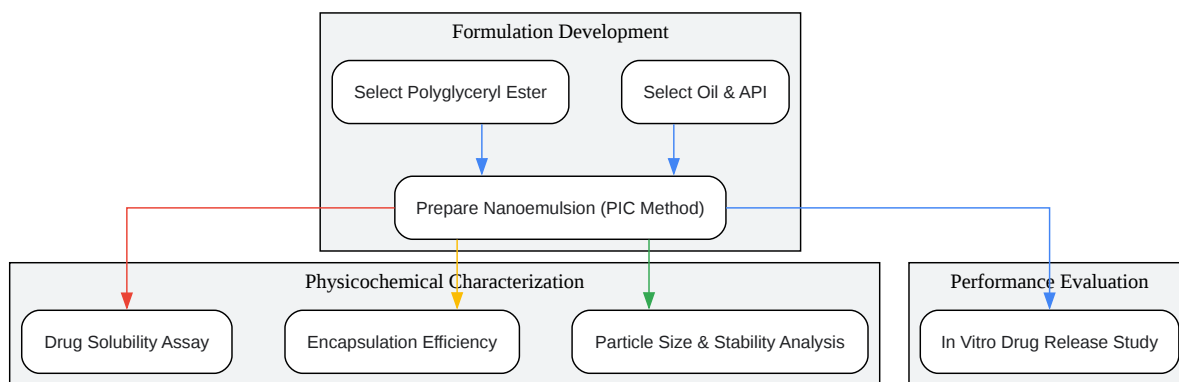 Formulation Development
Select Polyglyceryl Ester
Select Oil & API
Prepare Nanoemulsion (PIC Method)
Physicochemical Characterization
Performance Evaluation
Drug Solubility Assay
Encapsulation Efficiency
Particle Size & Stability Analysis
In Vitro Drug Release Study